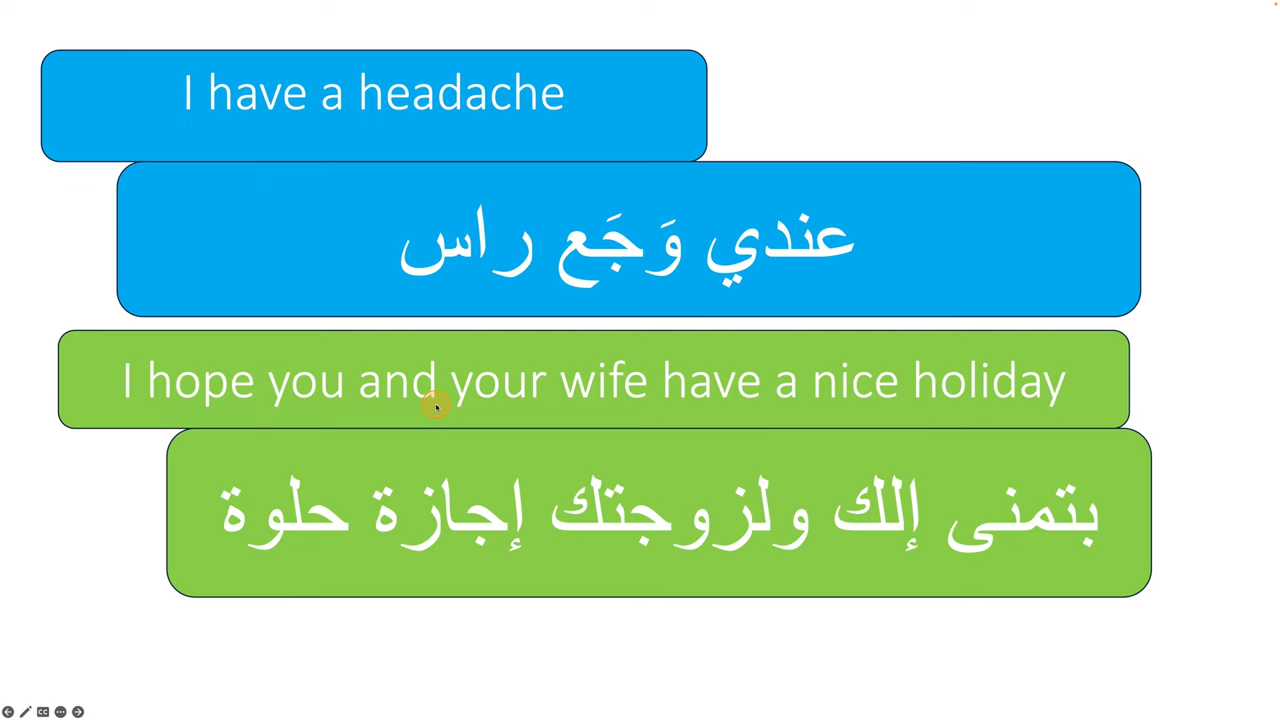 I have a headache
عندي وَجَع راس
I hope you and your wife have a nice holiday
بتمنى إلك ولزوجتك إجازة حلوة